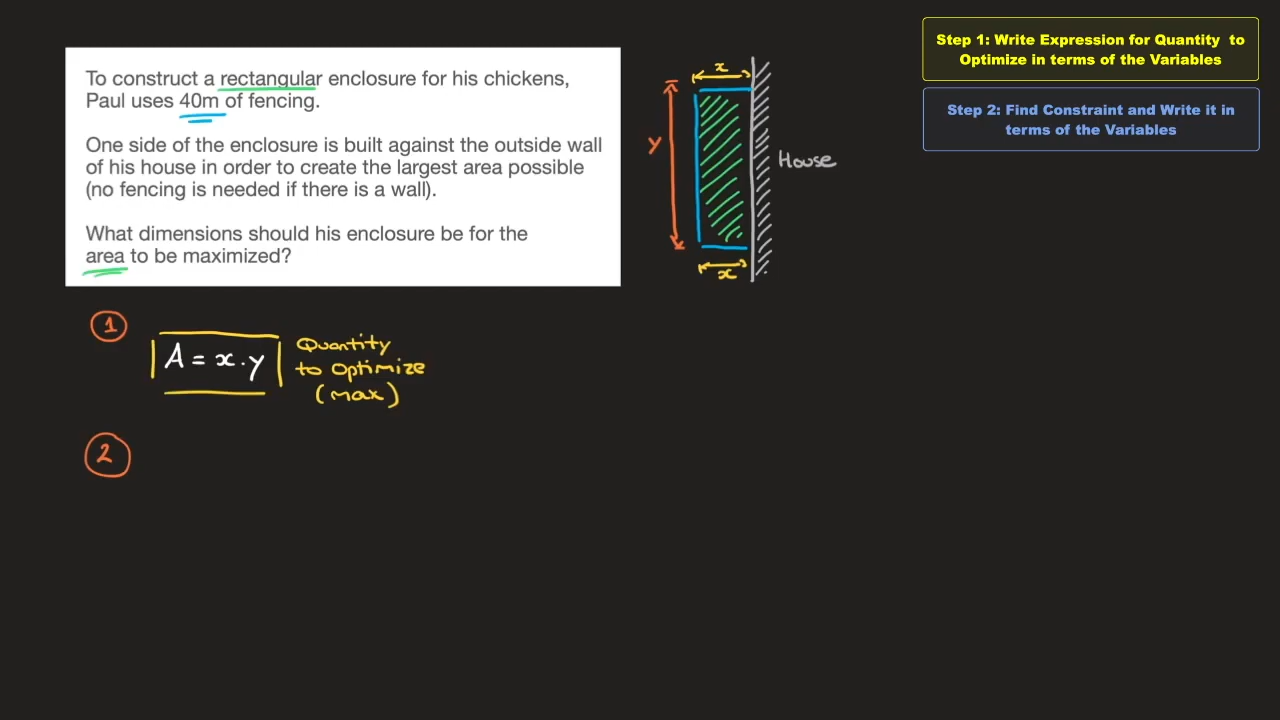 Step 1: Write Expression for Quantity to
Optimize in terms of the Variables
Step 2: Find Constraint and Write it in
terms of the Variables
To construct a rectangular enclosure for his chickens,
Paul uses 40m of fencing.
One side of the enclosure is built against the outside wall
of his house in order to create the largest area possible
(no fencing is needed if there is a wall).
What dimensions should his enclosure be for the
area to be maximized?
x
y
House
x
1
A = x.y
Quantity
to Optimize
(max)
2